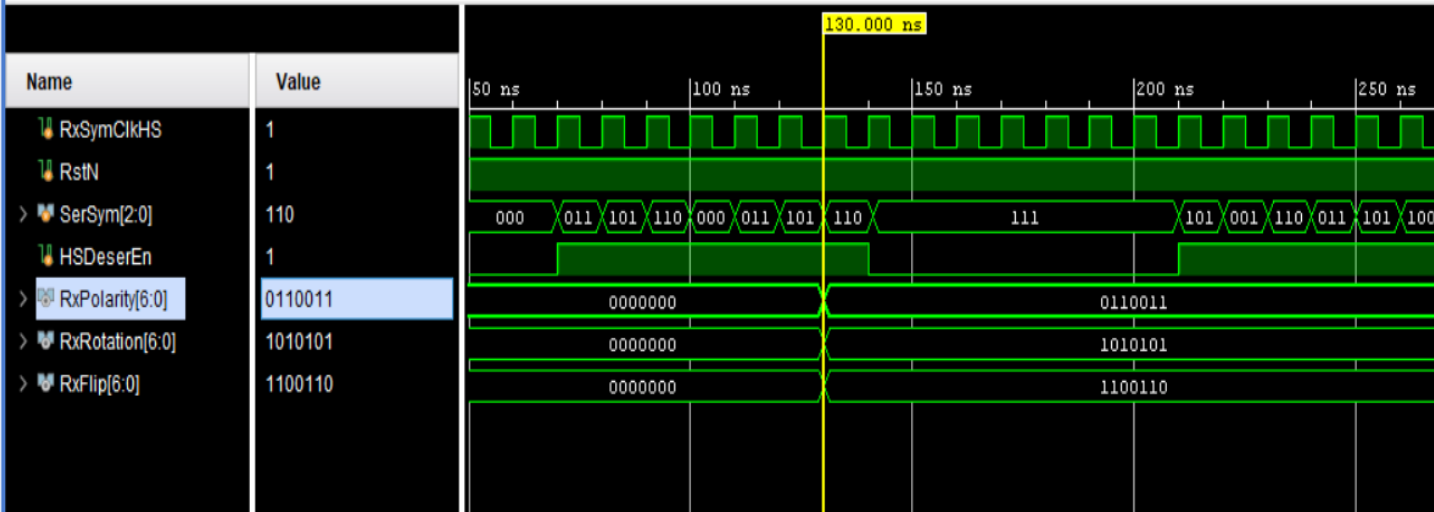 130.000 ns
Name Value
50 ns 100 ns 150 ns 200 ns 250 ns
RxSymClkHS 1
RstN 1
SerSym[2:0] 110 000 011 101 110 000 011 101 110 111 101 001 110 011 101 100
HSDeserEn 1
RxPolarity[6:0] 0110011 0000000 0110011
RxRotation[6:0] 1010101 0000000 1010101
RxFlip[6:0] 1100110 0000000 1100110